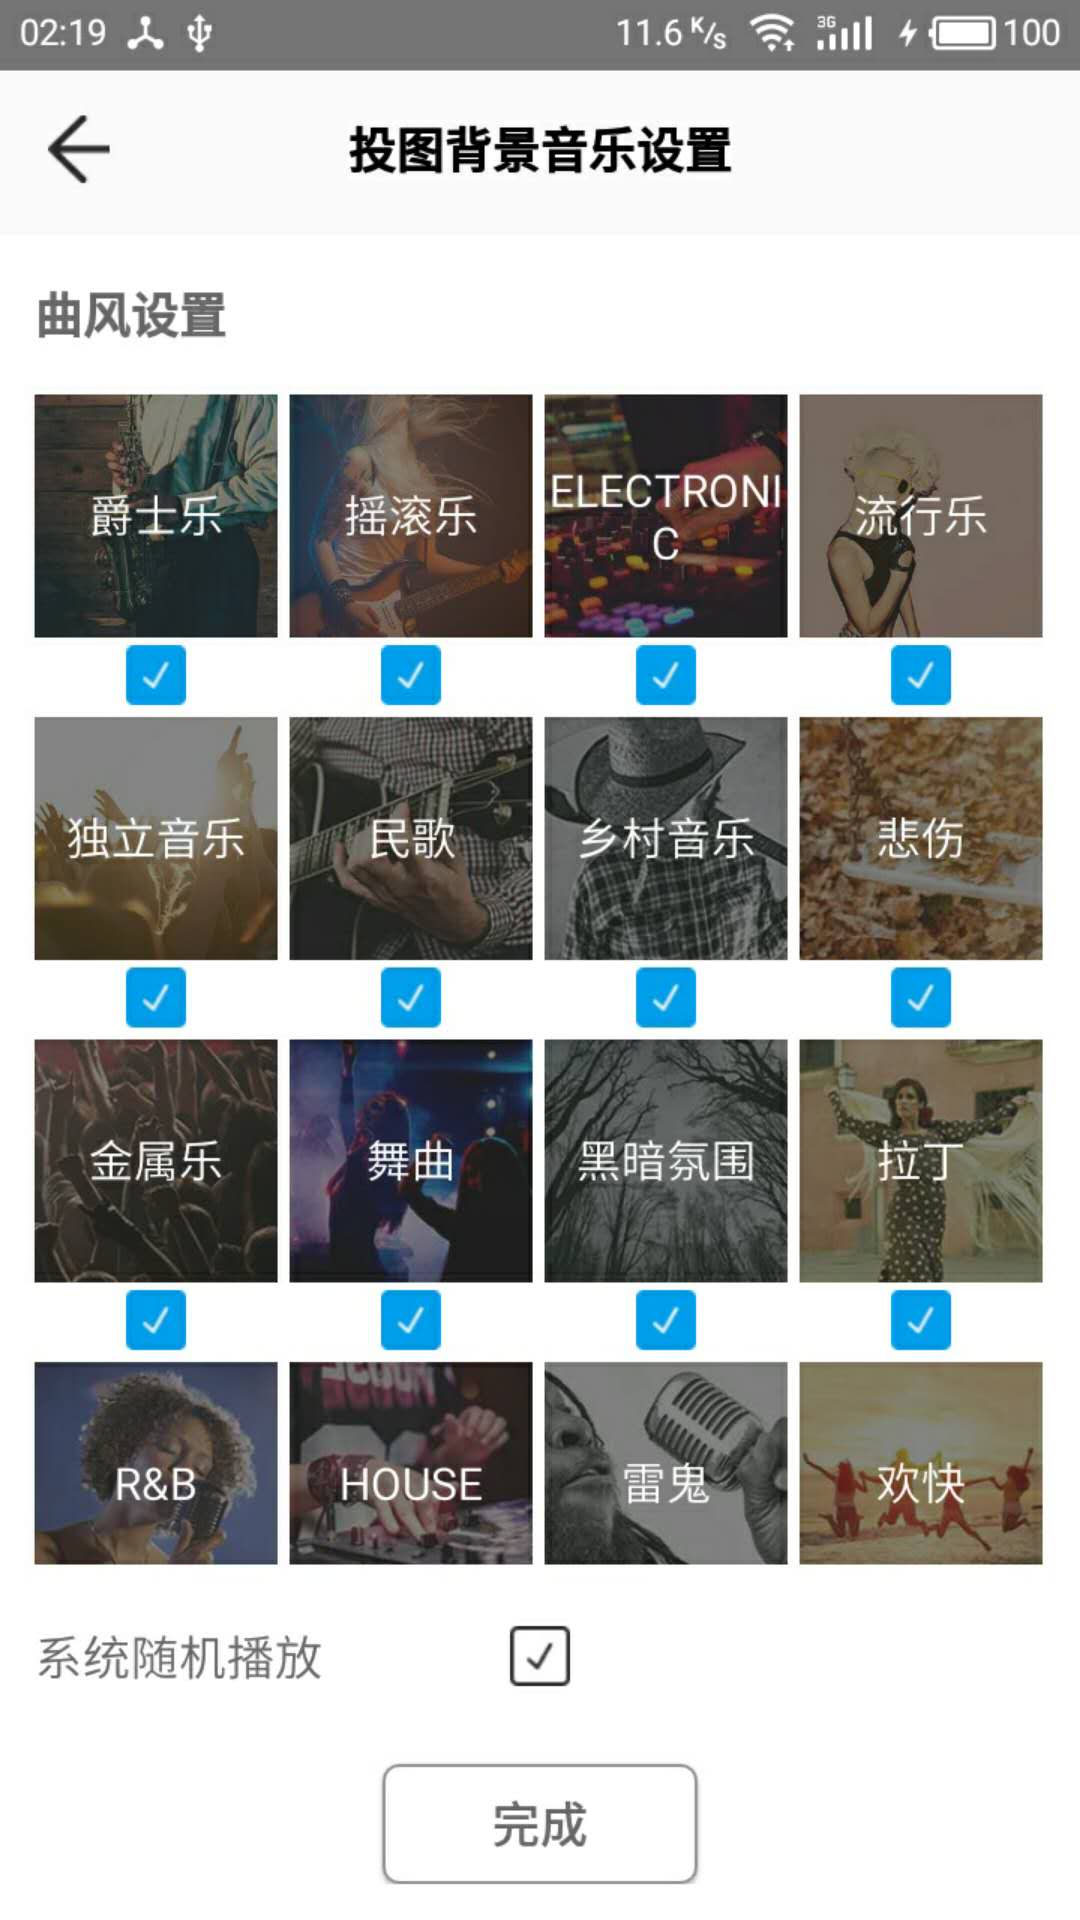 02:19 11.6 K/s 3G 100
投图背景音乐设置
曲风设置
爵士乐 摇滚乐 ELECTRONI 流行乐
C
独立音乐 民歌 乡村音乐 悲伤
金属乐 舞曲 黑暗氛围 拉丁
R&B HOUSE 雷鬼 欢快
系统随机播放
完成